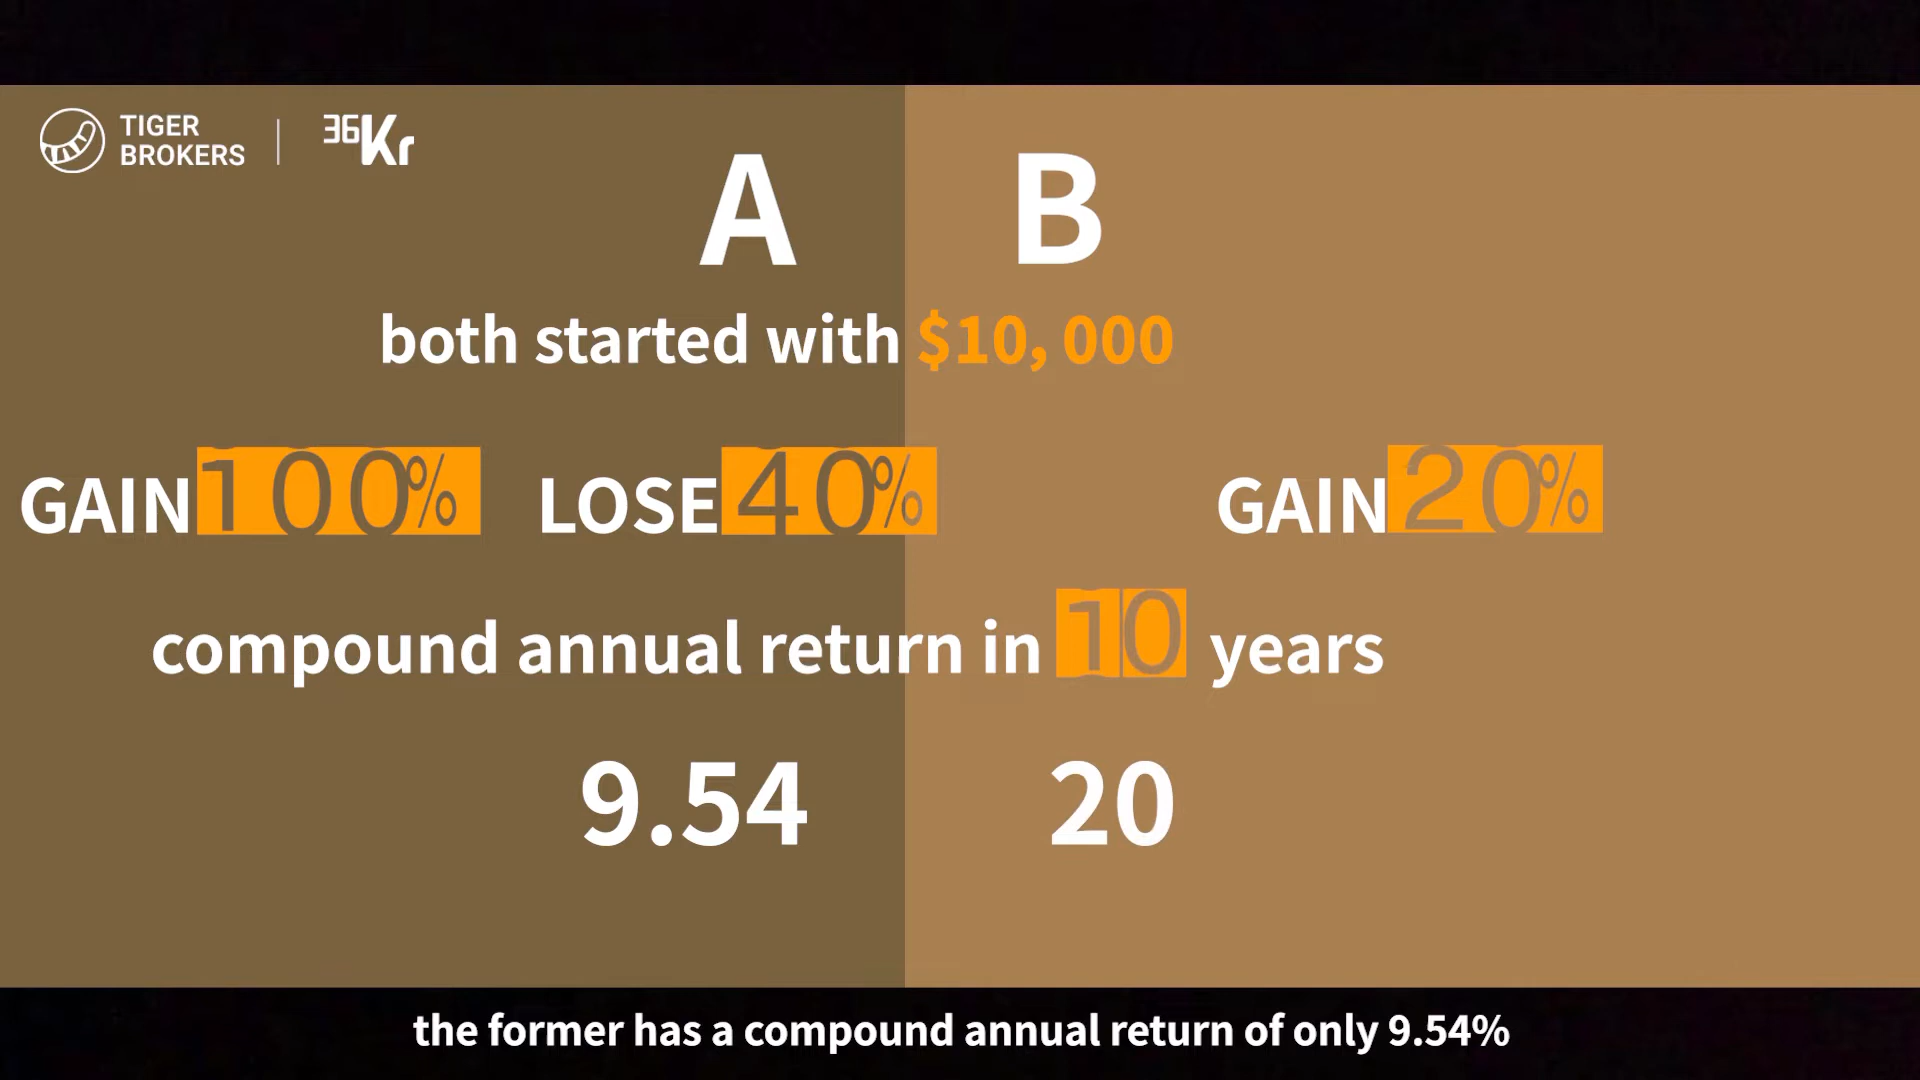 TIGER
BROKERS
36Kr
A B
both started with $10,000
GAIN 100% LOSE 40% GAIN 20%
compound annual return in 10 years
9.54 20
the former has a compound annual return of only 9.54%